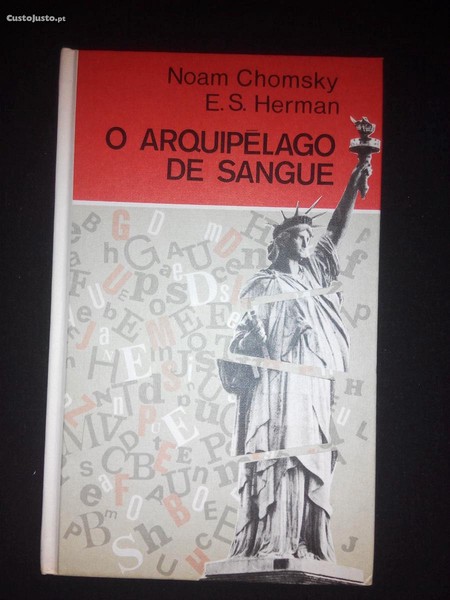 CustoJusto.pt
Noam Chomsky
E. S. Herman
O ARQUIPÉLAGO
DE SANGUE